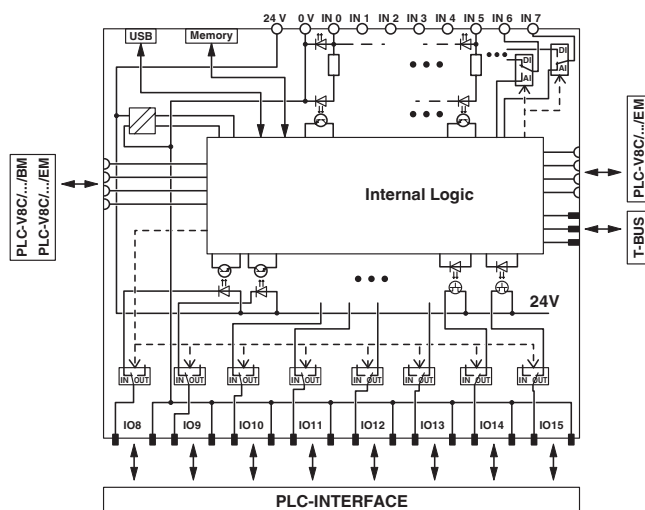 24 V 0 V IN 0 IN 1 IN 2 IN 3 IN 4 IN 5 IN 6 IN 7
USB Memory
DI
AI
DI
AI
PLC-V8C/.../BM
PLC-V8C/.../EM
Internal Logic
PLC-V8C/.../EM
T-BUS
24V
IN OUT IN OUT IN OUT IN OUT IN OUT IN OUT IN OUT IN OUT
IO8 IO9 IO10 IO11 IO12 IO13 IO14 IO15
PLC-INTERFACE